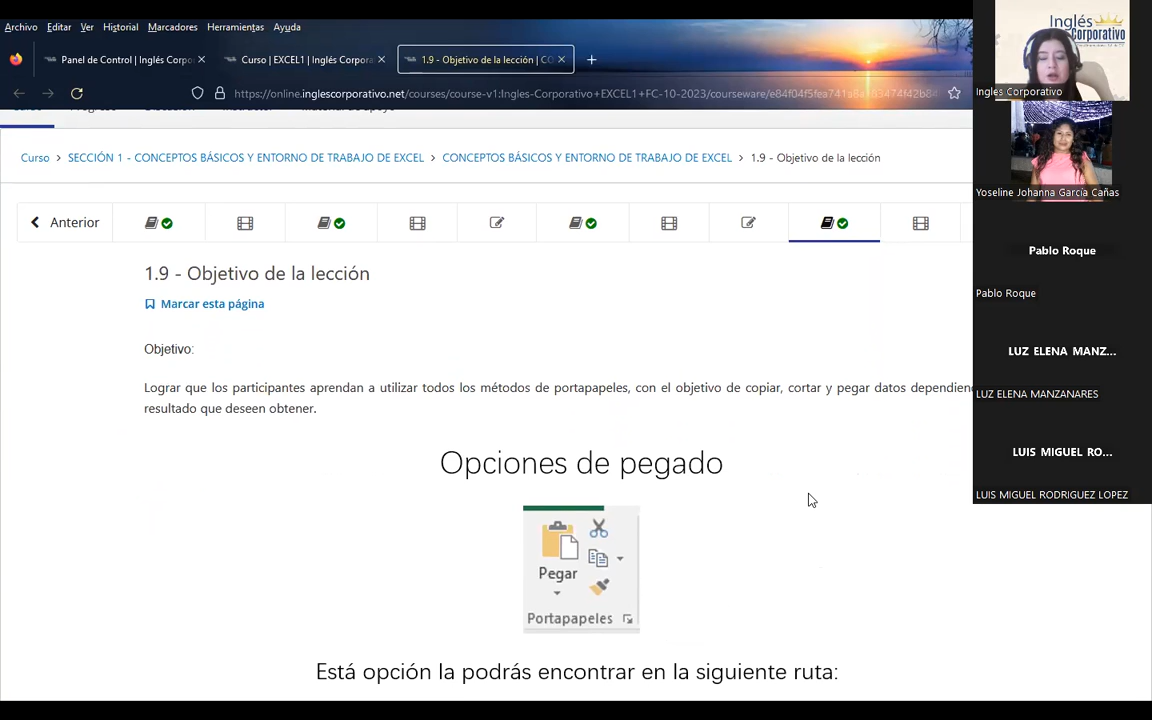 Archivo Editar Ver Historial Marcadores Herramientas Ayuda
Panel de Control | Inglés Corpo
Curso | EXCEL1 | Inglés Corpora
1.9 - Objetivo de la lección | CO
https://online.inglescorporativo.net/courses/course-v1:Ingles-Corporativo+EXCEL1+FC-10-2023/courseware/
Curso > SECCIÓN 1 - CONCEPTOS BÁSICOS Y ENTORNO DE TRABAJO DE EXCEL > CONCEPTOS BÁSICOS Y ENTORNO DE TRABAJO DE EXCEL > 1.9 - Objetivo de la lección
Anterior
1.9 - Objetivo de la lección
Marcar esta página
Objetivo:
Lograr que los participantes aprendan a utilizar todos los métodos de portapapeles, con el objetivo de copiar, cortar y pegar datos dependien
resultado que deseen obtener.
Opciones de pegado
Pegar
Portapapeles
Está opción la podrás encontrar en la siguiente ruta:
Inglés
Corporativo
Ingles Corporativo
Yoseline Johanna García Cañas
Pablo Roque
Pablo Roque
LUZ ELENA MANZ...
LUZ ELENA MANZANARES
LUIS MIGUEL RO...
LUIS MIGUEL RODRIGUEZ LOPEZ